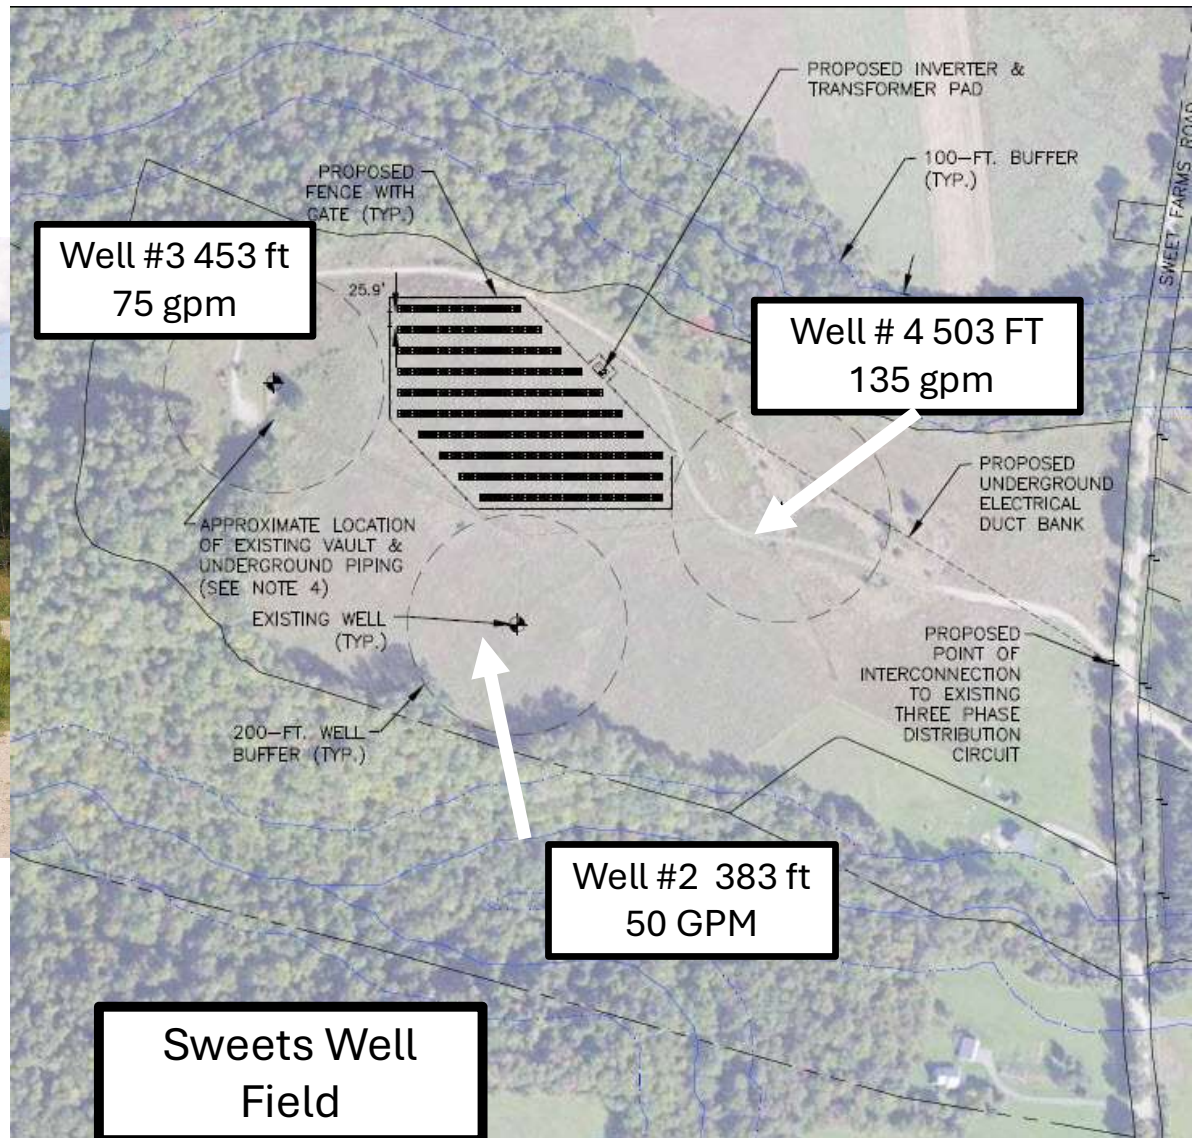 PROPOSED INVERTER &
TRANSFORMER PAD
100-FT. BUFFER
(TYP.)
SWEET FARMS ROAD
PROPOSED
FENCE WITH
GATE (TYP.)
Well #3 453 ft
75 gpm
25.9'
Well # 4 503 FT
135 gpm
PROPOSED
UNDERGROUND
ELECTRICAL
DUCT BANK
APPROXIMATE LOCATION
OF EXISTING VAULT &
UNDERGROUND PIPING
(SEE NOTE 4)
EXISTING WELL
(TYP.)
PROPOSED
POINT OF
INTERCONNECTION
TO EXISTING
THREE PHASE
DISTRIBUTION
CIRCUIT
200-FT. WELL
BUFFER (TYP.)
Well #2 383 ft
50 GPM
Sweets Well
Field